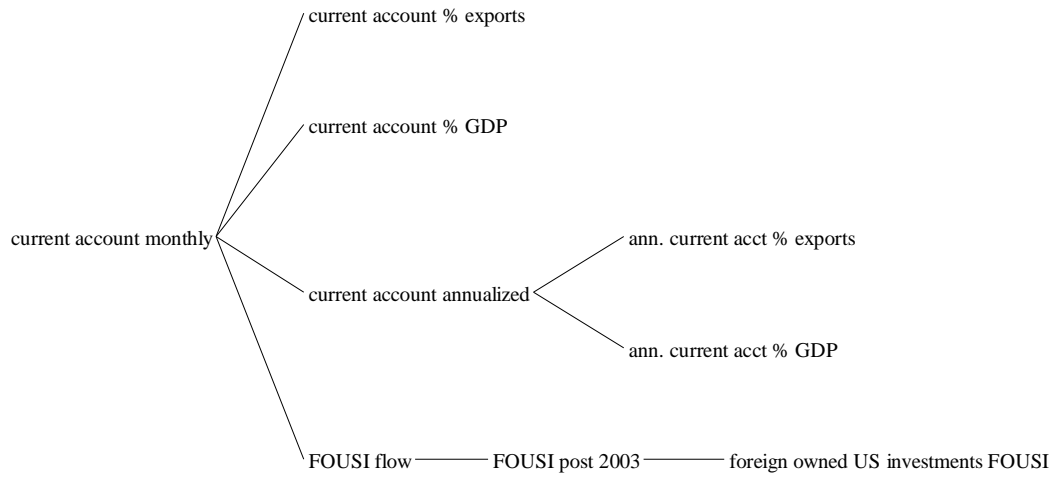 current account % exports
current account % GDP
current account monthly
ann. current acct % exports
current account annualized
ann. current acct % GDP
FOUSI flow
FOUSI post 2003
foreign owned US investments FOUSI